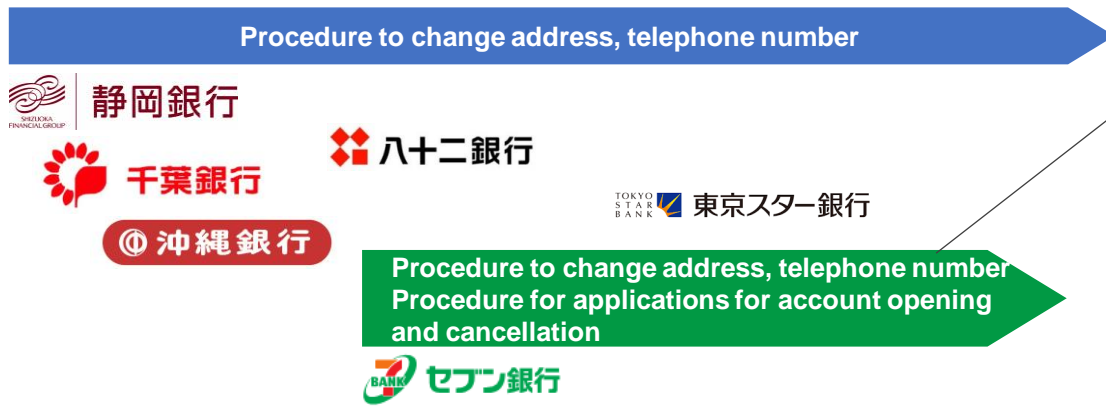 Procedure to change address, telephone number
SHIZUOKA
FINANCIAL GROUP
静岡銀行
八十二銀行
千葉銀行
TOKYO
STAR
BANK
東京スター銀行
沖縄銀行
Procedure to change address, telephone number
Procedure for applications for account opening
and cancellation
7
BANK
セブン銀行